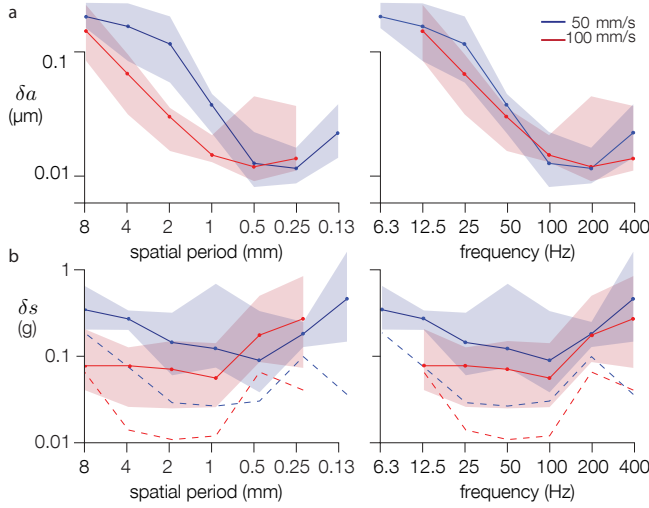 a
50 mm/s
100 mm/s
0.1
δa
(μm)
0.01
8 4 2 1 0.5 0.25 0.13
spatial period (mm)
6.3 12.5 25 50 100 200 400
frequency (Hz)
b
1
δs
(g)
0.1
0.01
8 4 2 1 0.5 0.25 0.13
spatial period (mm)
6.3 12.5 25 50 100 200 400
frequency (Hz)